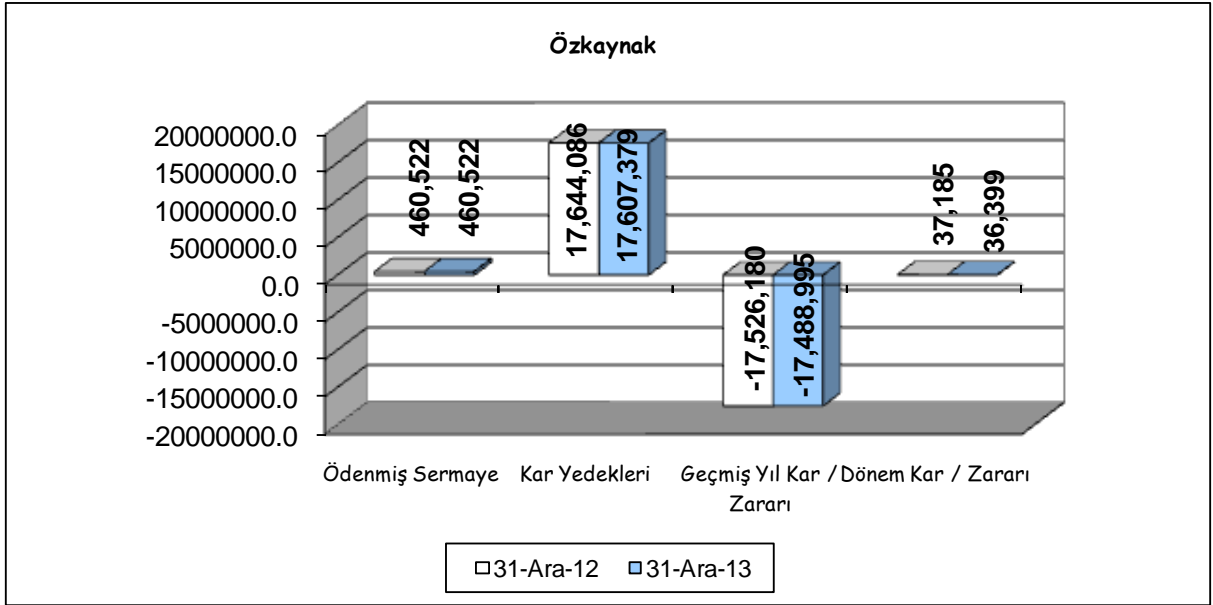 Özkaynak
20000000.0
15000000.0
10000000.0
5000000.0
0.0
-5000000.0
-10000000.0
-15000000.0
-20000000.0
460,522
460,522
17,644,086
17,607,379
-17,526,180
-17,488,995
37,185
36,399
Ödenmiş Sermaye
Kar Yedekleri
Geçmiş Yıl Kar /
Zararı
Dönem Kar / Zararı
31-Ara-12
31-Ara-13